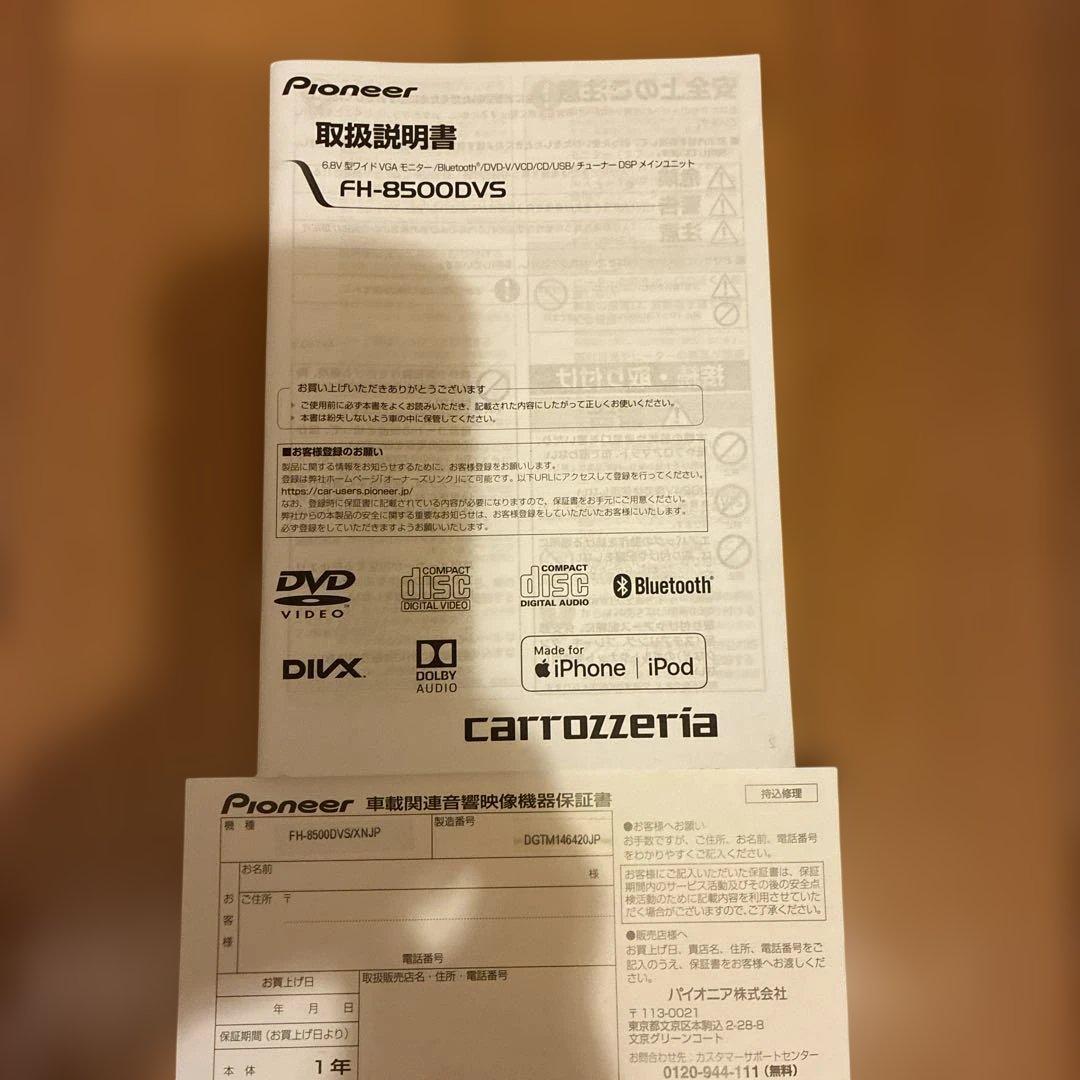 Pioneer
取扱説明書
6.8V 型ワイド VGA モニター /Bluetooth®/DVD-V/VCD/CD/USB/ チューナー DSP メインユニット
FH-8500DVS
お買い上げいただきありがとうございます
ご使用前に必ず本書をよくお読みいただき、記載された内容にしたがって正しくお使いください。
本書は紛失しないよう車の中に保管してください。
■お客様登録のお願い
製品に関する情報をお知らせするために、お客様登録をお願いします。
登録は弊社ホームページ「オーナーズリンク」にて可能です。以下URLにアクセスして登録を行ってください。
https://car-users.pioneer.jp/
なお、登録時に保証書に記載されている内容が必要になりますので、保証書をお手元にご用意ください。
弊社からの本製品の安全に関する重要なお知らせは、お客様登録をしていただいたお客様にいたします。
必ず登録をしていただきますようお願いいたします。
DVD
VIDEO™
COMPACT
disc
DIGITAL VIDEO
COMPACT
disc
DIGITAL AUDIO
Bluetooth®
DIVX.
DOLBY
AUDIO
Made for
iPhone | iPod
carrozzeria
Pioneer 車載関連音響映像機器保証書
持込修理
機 種
FH-8500DVS/XNJP
製造番号
DGTM146420JP
お名前
様
お客様
ご住所 〒
電話番号
お買上げ日
取扱販売店名・住所・電話番号
年 月 日
保証期間 (お買上げ日より)
本 体 1 年
●お客様へお願い
お手数ですが、ご住所、お名前、電話番号
をわかりやすくご記入ください。
お客様にご記入いただいた保証書は、保証
期間内のサービス活動及びその後の安全点
検活動のために記載内容を利用させていた
だく場合がございますので、ご了承ください。
●販売店様へ
お買上げ日、貴店名、住所、電話番号をご
記入のうえ、保証書をお客様へお渡しくだ
さい。
パイオニア株式会社
〒113-0021
東京都文京区本駒込 2-28-8
文京グリーンコート
お問合わせ先：カスタマーサポートセンター
0120-944-111 (無料)